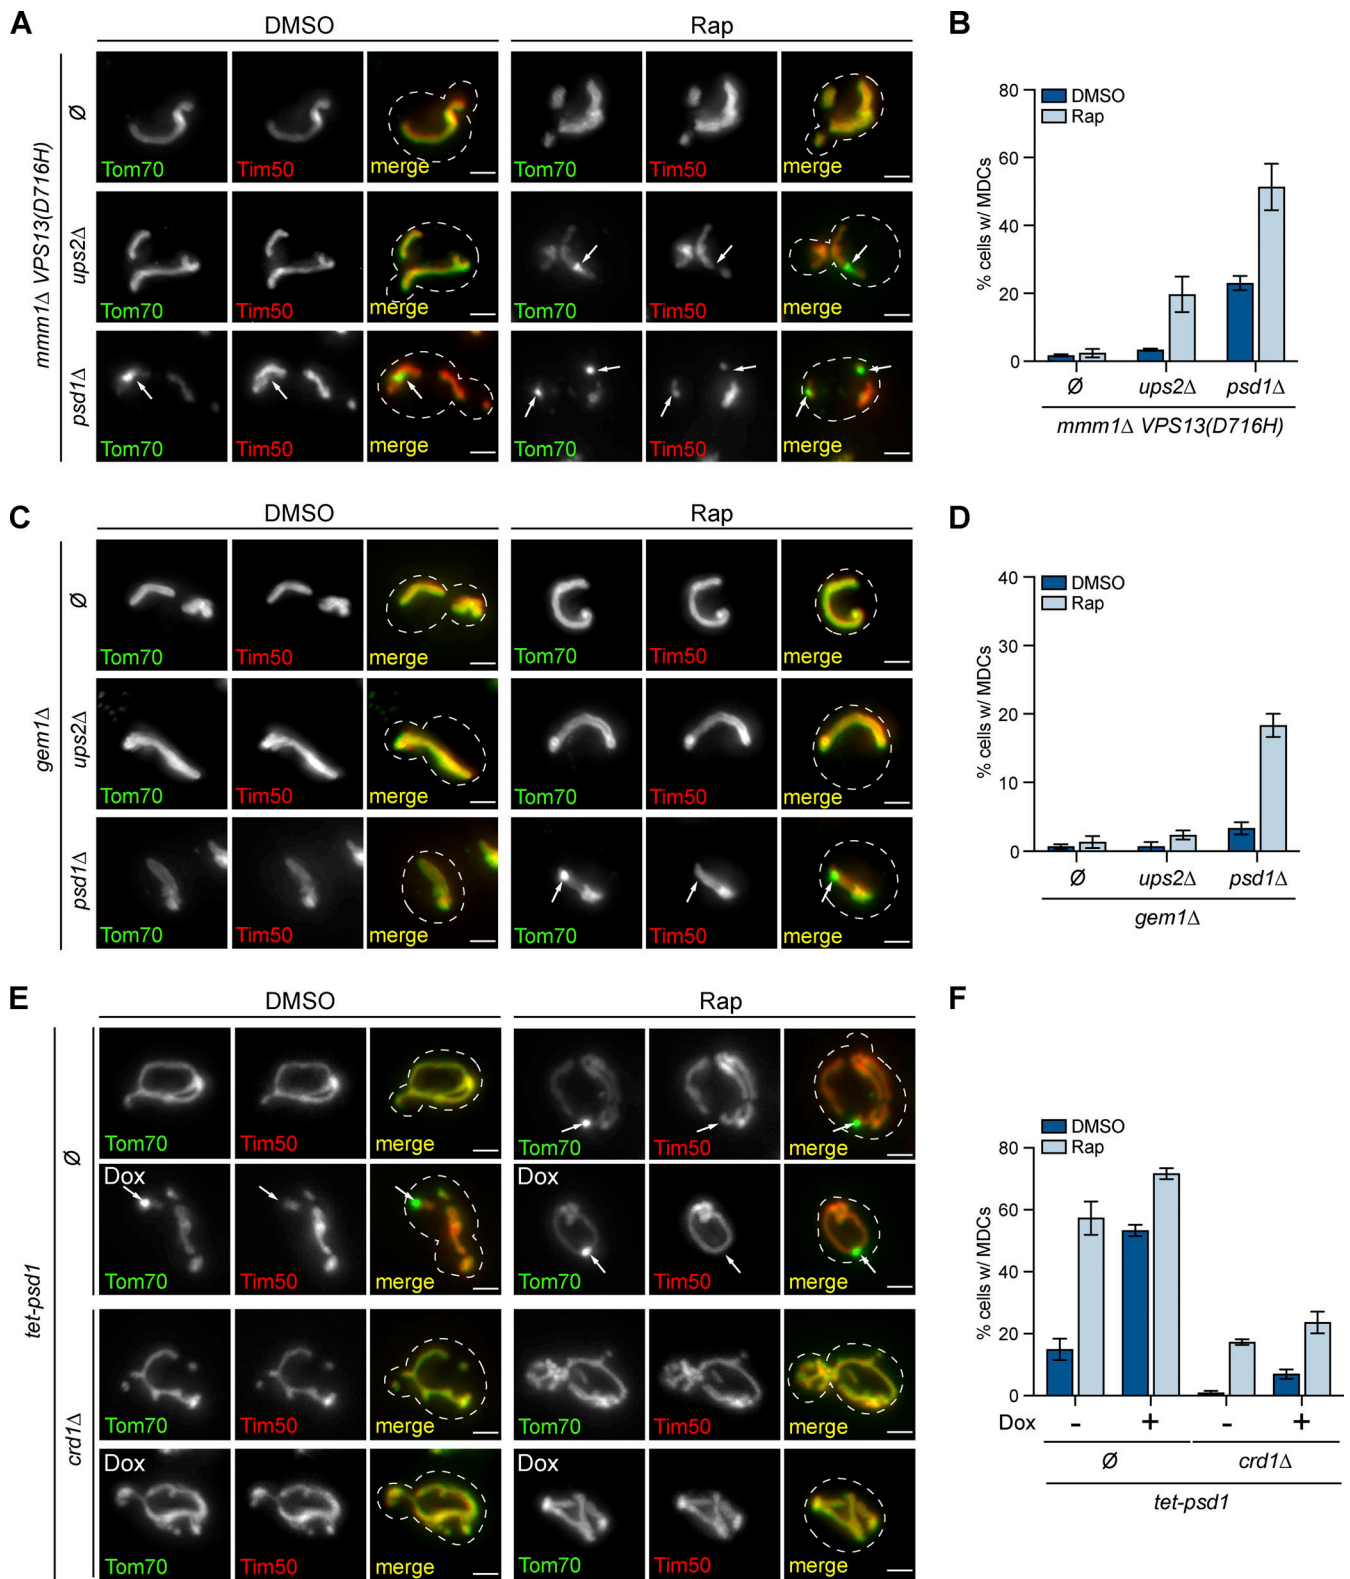 A
DMSO
Rap
mmm1Δ VPS13(D716H)
Ø
Tom70
Tim50
merge
Tom70
Tim50
merge
ups2Δ
Tom70
Tim50
merge
Tom70
Tim50
merge
psd1Δ
Tom70
Tim50
merge
Tom70
Tim50
merge
B
% cells w/ MDCs
80
60
40
20
0
DMSO
Rap
Ø ups2Δ psd1Δ
mmm1Δ VPS13(D716H)
C
DMSO
Rap
gem1Δ
Ø
Tom70
Tim50
merge
Tom70
Tim50
merge
ups2Δ
Tom70
Tim50
merge
Tom70
Tim50
merge
psd1Δ
Tom70
Tim50
merge
Tom70
Tim50
merge
D
% cells w/ MDCs
40
30
20
10
0
DMSO
Rap
Ø ups2Δ psd1Δ
gem1Δ
E
DMSO
Rap
tet-psd1
Ø
Tom70
Tim50
merge
Tom70
Tim50
merge
Dox
Tom70
Tim50
merge
Dox
Tom70
Tim50
merge
crd1Δ
Tom70
Tim50
merge
Tom70
Tim50
merge
Dox
Tom70
Tim50
merge
Dox
Tom70
Tim50
merge
F
% cells w/ MDCs
80
60
40
20
0
DMSO
Rap
Dox - + - +
Ø crd1Δ
tet-psd1